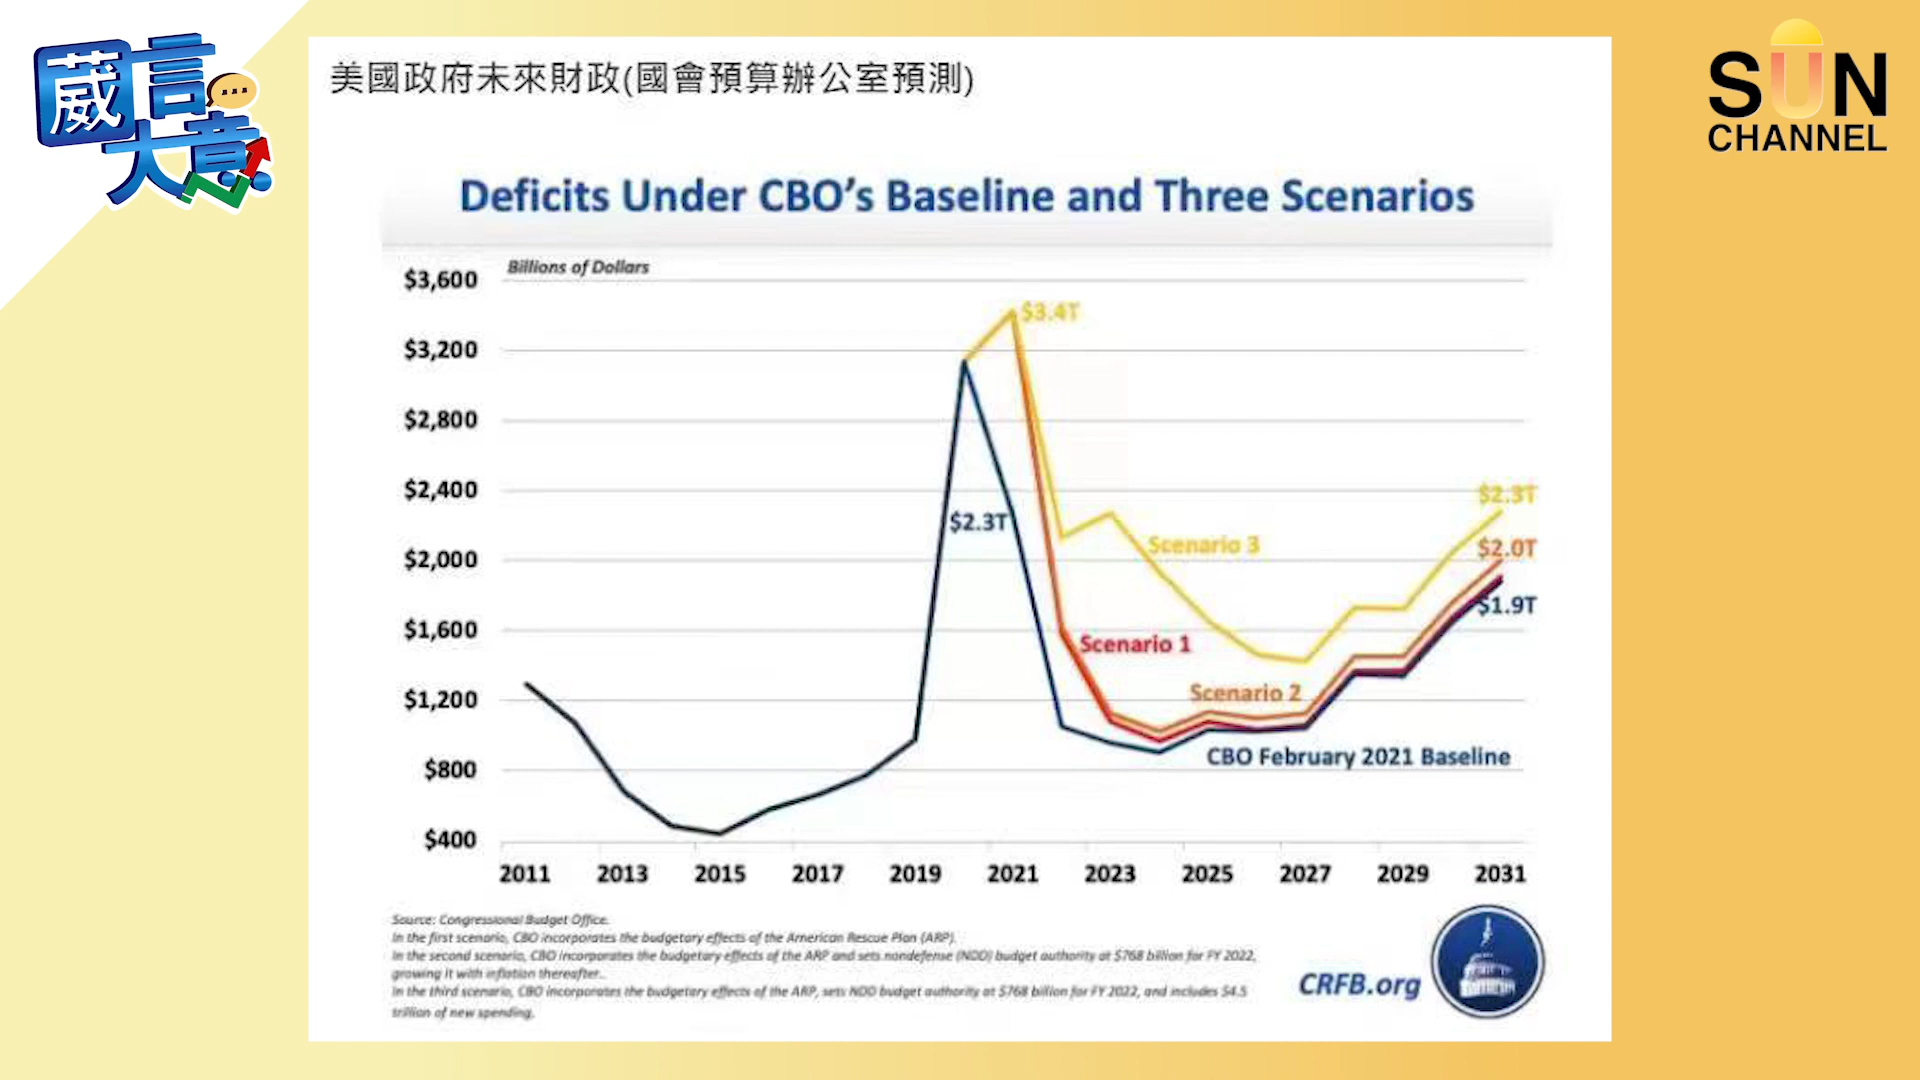 葳言大意
SUN
CHANNEL
美國政府未來財政(國會預算辦公室預測)
Deficits Under CBO's Baseline and Three Scenarios
Billions of Dollars
$3,600
$3,200
$2,800
$2,400
$2,000
$1,600
$1,200
$800
$400
$3.4T
$2.3T
Scenario 3
Scenario 1
Scenario 2
CBO February 2021 Baseline
$2.3T
$2.0T
$1.9T
2011 2013 2015 2017 2019 2021 2023 2025 2027 2029 2031
Source: Congressional Budget Office.
In the first scenario, CBO incorporates the budgetary effects of the American Rescue Plan (ARP).
In the second scenario, CBO incorporates the budgetary effects of the ARP and sets nondefense (NDD) budget authority at $768 billion for FY 2022,
growing it with inflation thereafter..
In the third scenario, CBO incorporates the budgetary effects of the ARP, sets NDD budget authority at $768 billion for FY 2022, and includes $4.5
trillion of new spending.
CRFB.org